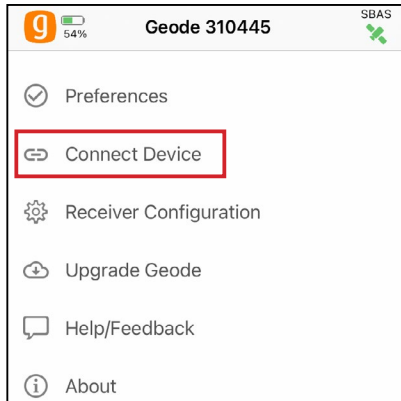 g 54% Geode 310445 SBAS
Preferences
Connect Device
Receiver Configuration
Upgrade Geode
Help/Feedback
About